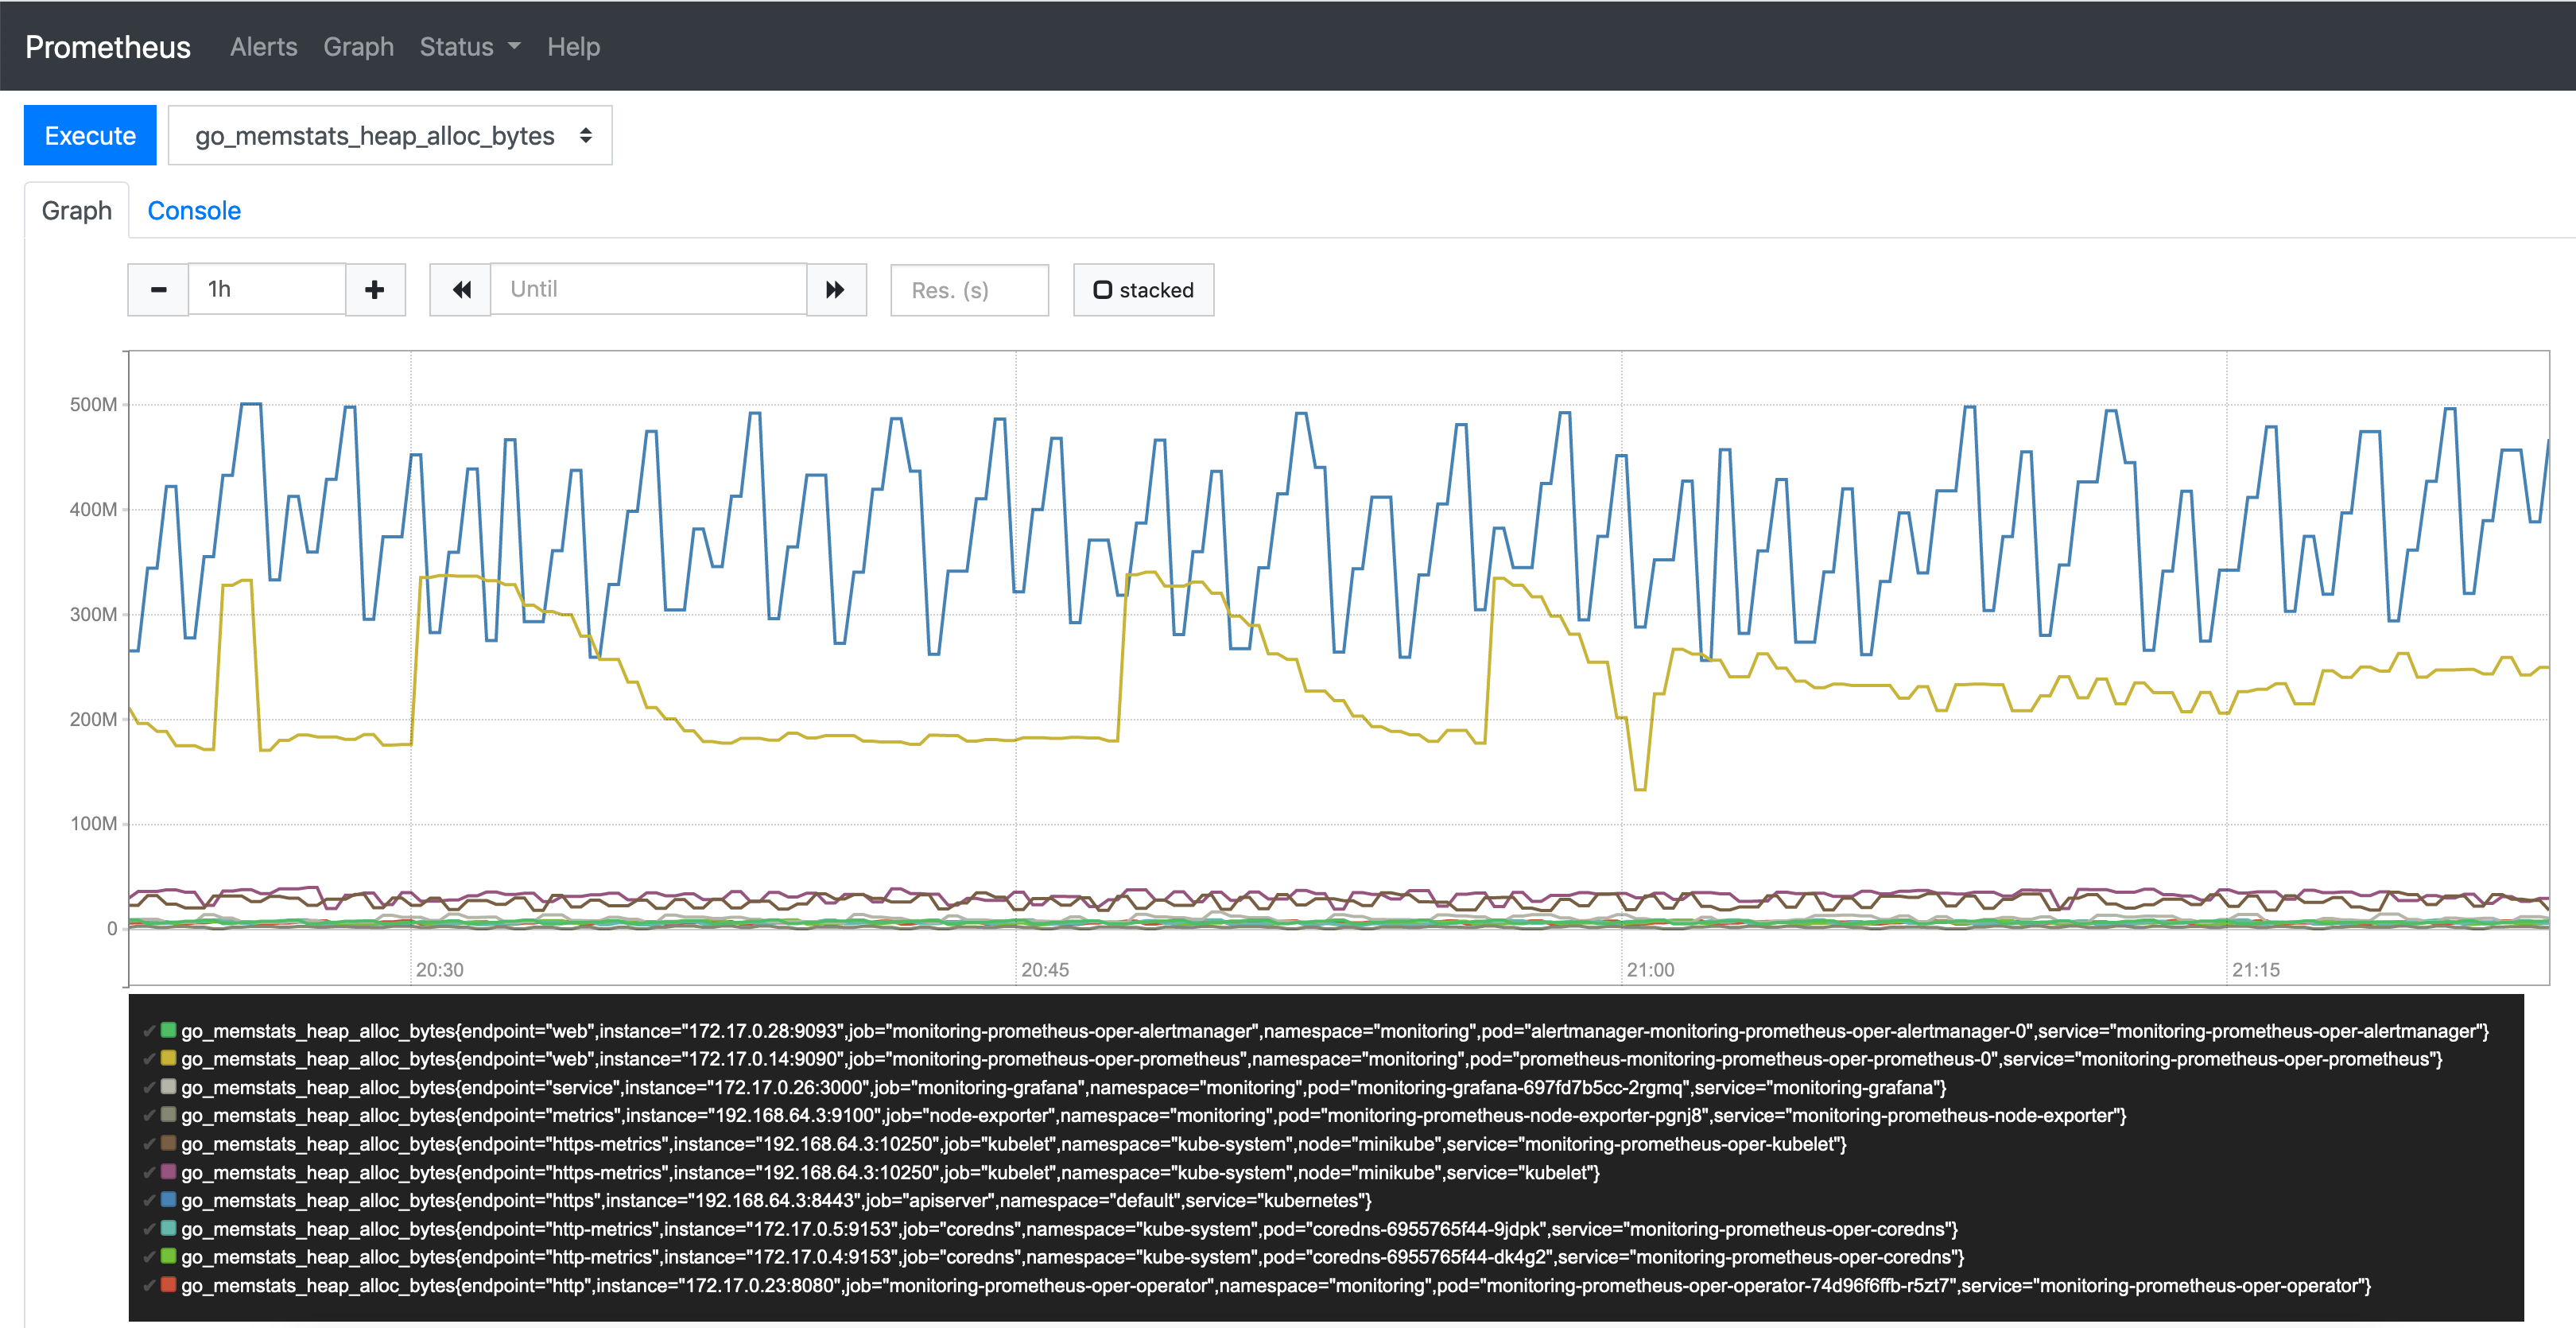 Prometheus Alerts Graph Status Help
Execute go_memstats_heap_alloc_bytes
Graph Console
1h Until Res. (s) stacked
500M
400M
300M
200M
100M
0
20:30 20:45 21:00 21:15
go_memstats_heap_alloc_bytes{endpoint="web",instance="172.17.0.28:9093",job="monitoring-prometheus-oper-alertmanager",namespace="monitoring",pod="alertmanager-monitoring-prometheus-oper-alertmanager-0",service="monitoring-prometheus-oper-alertmanager"}
go_memstats_heap_alloc_bytes{endpoint="web",instance="172.17.0.14:9090",job="monitoring-prometheus-oper-prometheus",namespace="monitoring",pod="prometheus-monitoring-prometheus-oper-prometheus-0",service="monitoring-prometheus-oper-prometheus"}
go_memstats_heap_alloc_bytes{endpoint="service",instance="172.17.0.26:3000",job="monitoring-grafana",namespace="monitoring",pod="monitoring-grafana-697fd7b5cc-2rgmq",service="monitoring-grafana"}
go_memstats_heap_alloc_bytes{endpoint="metrics",instance="192.168.64.3:9100",job="node-exporter",namespace="monitoring",pod="monitoring-prometheus-node-exporter-pgnj8",service="monitoring-prometheus-node-exporter"}
go_memstats_heap_alloc_bytes{endpoint="https-metrics",instance="192.168.64.3:10250",job="kubelet",namespace="kube-system",node="minikube",service="monitoring-prometheus-oper-kubelet"}
go_memstats_heap_alloc_bytes{endpoint="https-metrics",instance="192.168.64.3:10250",job="kubelet",namespace="kube-system",node="minikube",service="kubelet"}
go_memstats_heap_alloc_bytes{endpoint="https",instance="192.168.64.3:8443",job="apiserver",namespace="default",service="kubernetes"}
go_memstats_heap_alloc_bytes{endpoint="http-metrics",instance="172.17.0.5:9153",job="coredns",namespace="kube-system",pod="coredns-6955765f44-9jdpk",service="monitoring-prometheus-oper-coredns"}
go_memstats_heap_alloc_bytes{endpoint="http-metrics",instance="172.17.0.4:9153",job="coredns",namespace="kube-system",pod="coredns-6955765f44-dk4g2",service="monitoring-prometheus-oper-coredns"}
go_memstats_heap_alloc_bytes{endpoint="http",instance="172.17.0.23:8080",job="monitoring-prometheus-oper-operator",namespace="monitoring",pod="monitoring-prometheus-oper-operator-74d96f6ffb-r5zt7",service="monitoring-prometheus-oper-operator"}